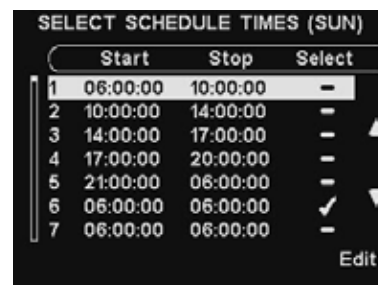 SELECT SCHEDULE TIMES (SUN)
Start Stop Select
1 06:00:00 10:00:00 -
2 10:00:00 14:00:00 -
3 14:00:00 17:00:00 -
4 17:00:00 20:00:00 -
5 21:00:00 06:00:00 -
6 06:00:00 06:00:00 ✓
7 06:00:00 06:00:00 -
Edit